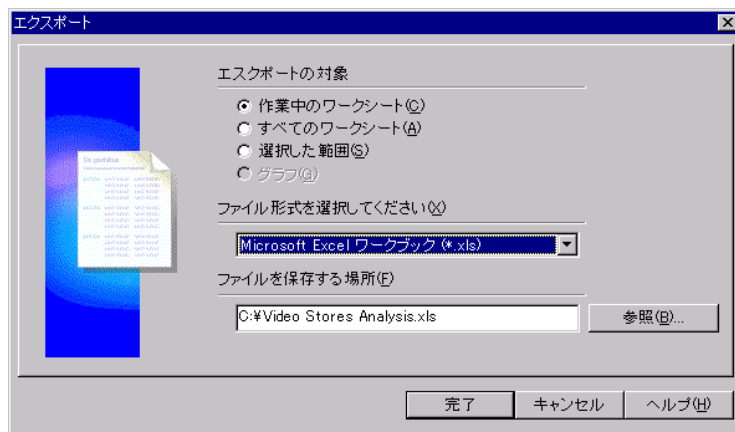 エクスポート
エスクポートの対象
作業中のワークシート(C)
すべてのワークシート(A)
選択した範囲(S)
グラフ(G)
ファイル形式を選択してください(X)
Microsoft Excel ワークブック (*.xls)
ファイルを保存する場所(F)
C:¥Video Stores Analysis.xls
参照(B)...
完了
キャンセル
ヘルプ(H)